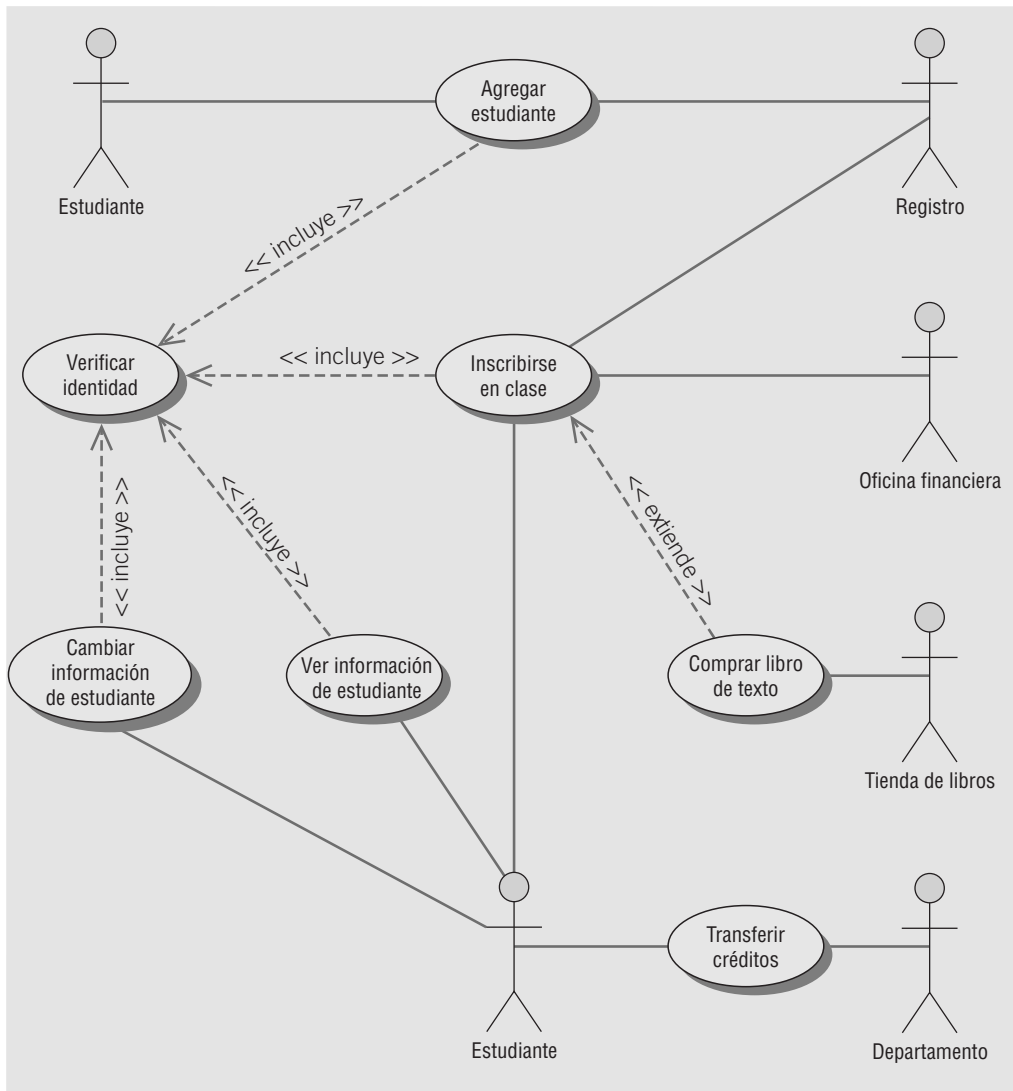 Agregar
estudiante
Estudiante
Registro
<< incluye >>
Verificar
identidad
<< incluye >>
Inscribirse
en clase
Oficina financiera
<< incluye >>
<< incluye >>
<< extiende >>
Cambiar
información
de estudiante
Ver información
de estudiante
Comprar libro
de texto
Tienda de libros
Transferir
créditos
Estudiante
Departamento